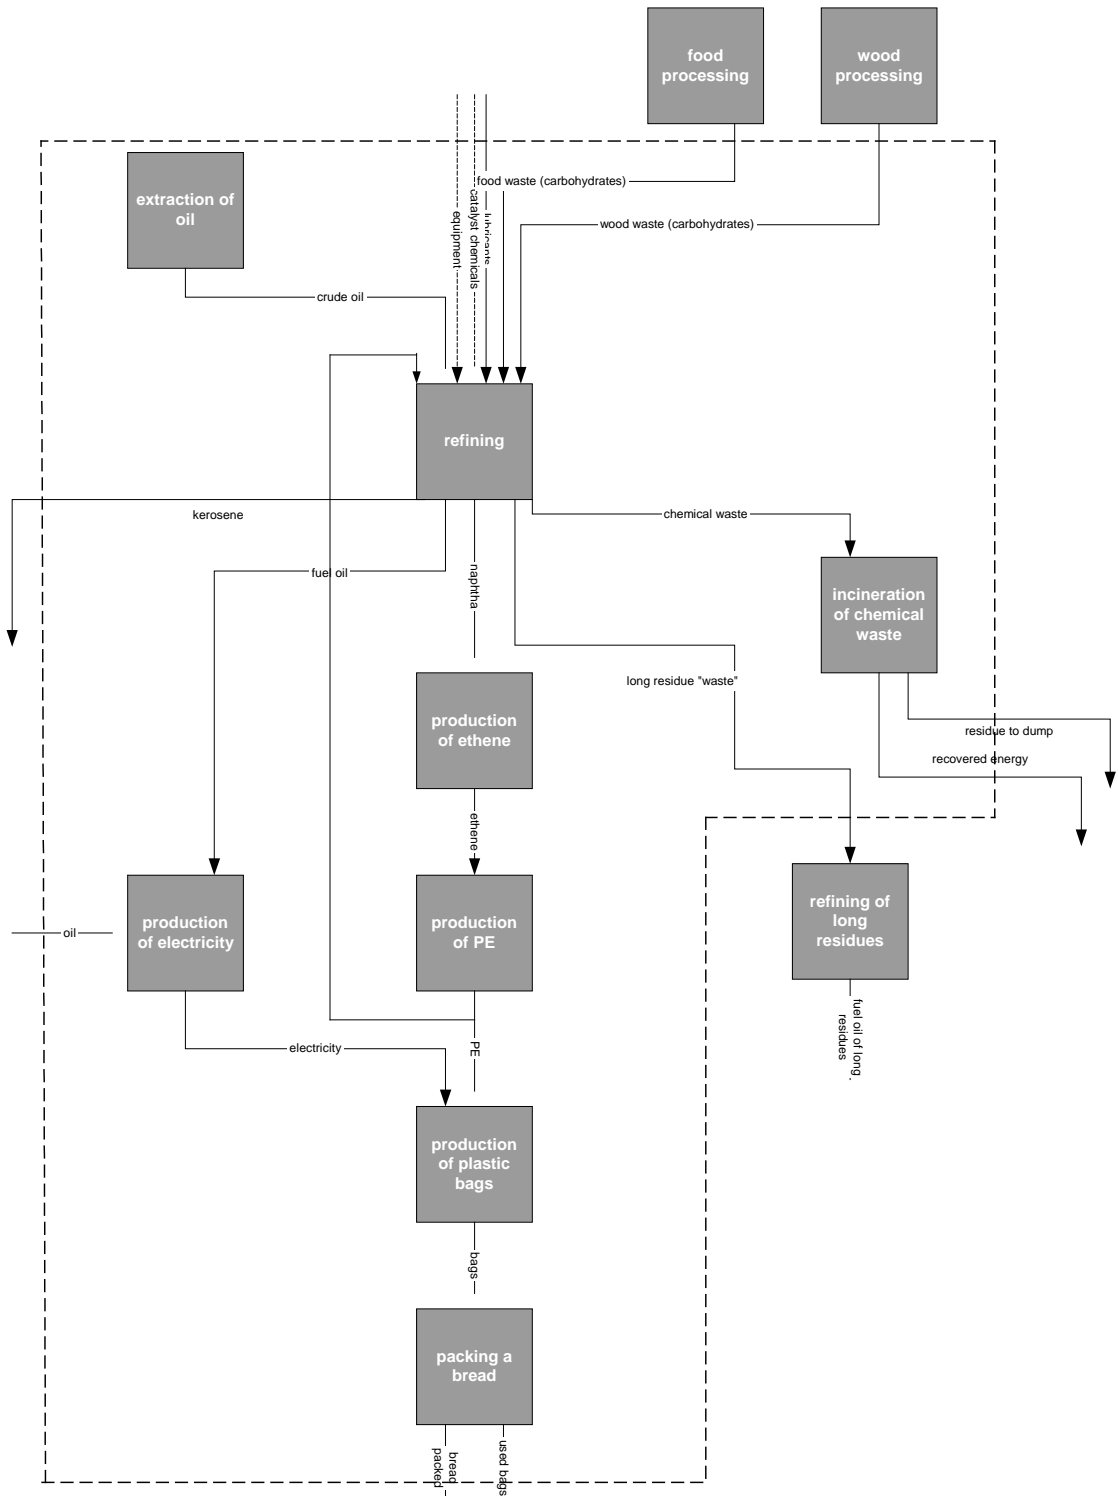 food
processing
wood
processing
food waste (carbohydrates)
extraction of
oil
equipment
catalyst chemicals
lubricants
wood waste (carbohydrates)
crude oil
refining
kerosene
chemical waste
fuel oil
naphtha
incineration
of chemical
waste
long residue "waste"
production
of ethene
residue to dump
recovered energy
ethene
production
of electricity
production
of PE
refining of
long
residues
oil
fuel oil of long
residues
electricity
PE
production
of plastic
bags
bags
packing a
bread
bread
packed
used bags